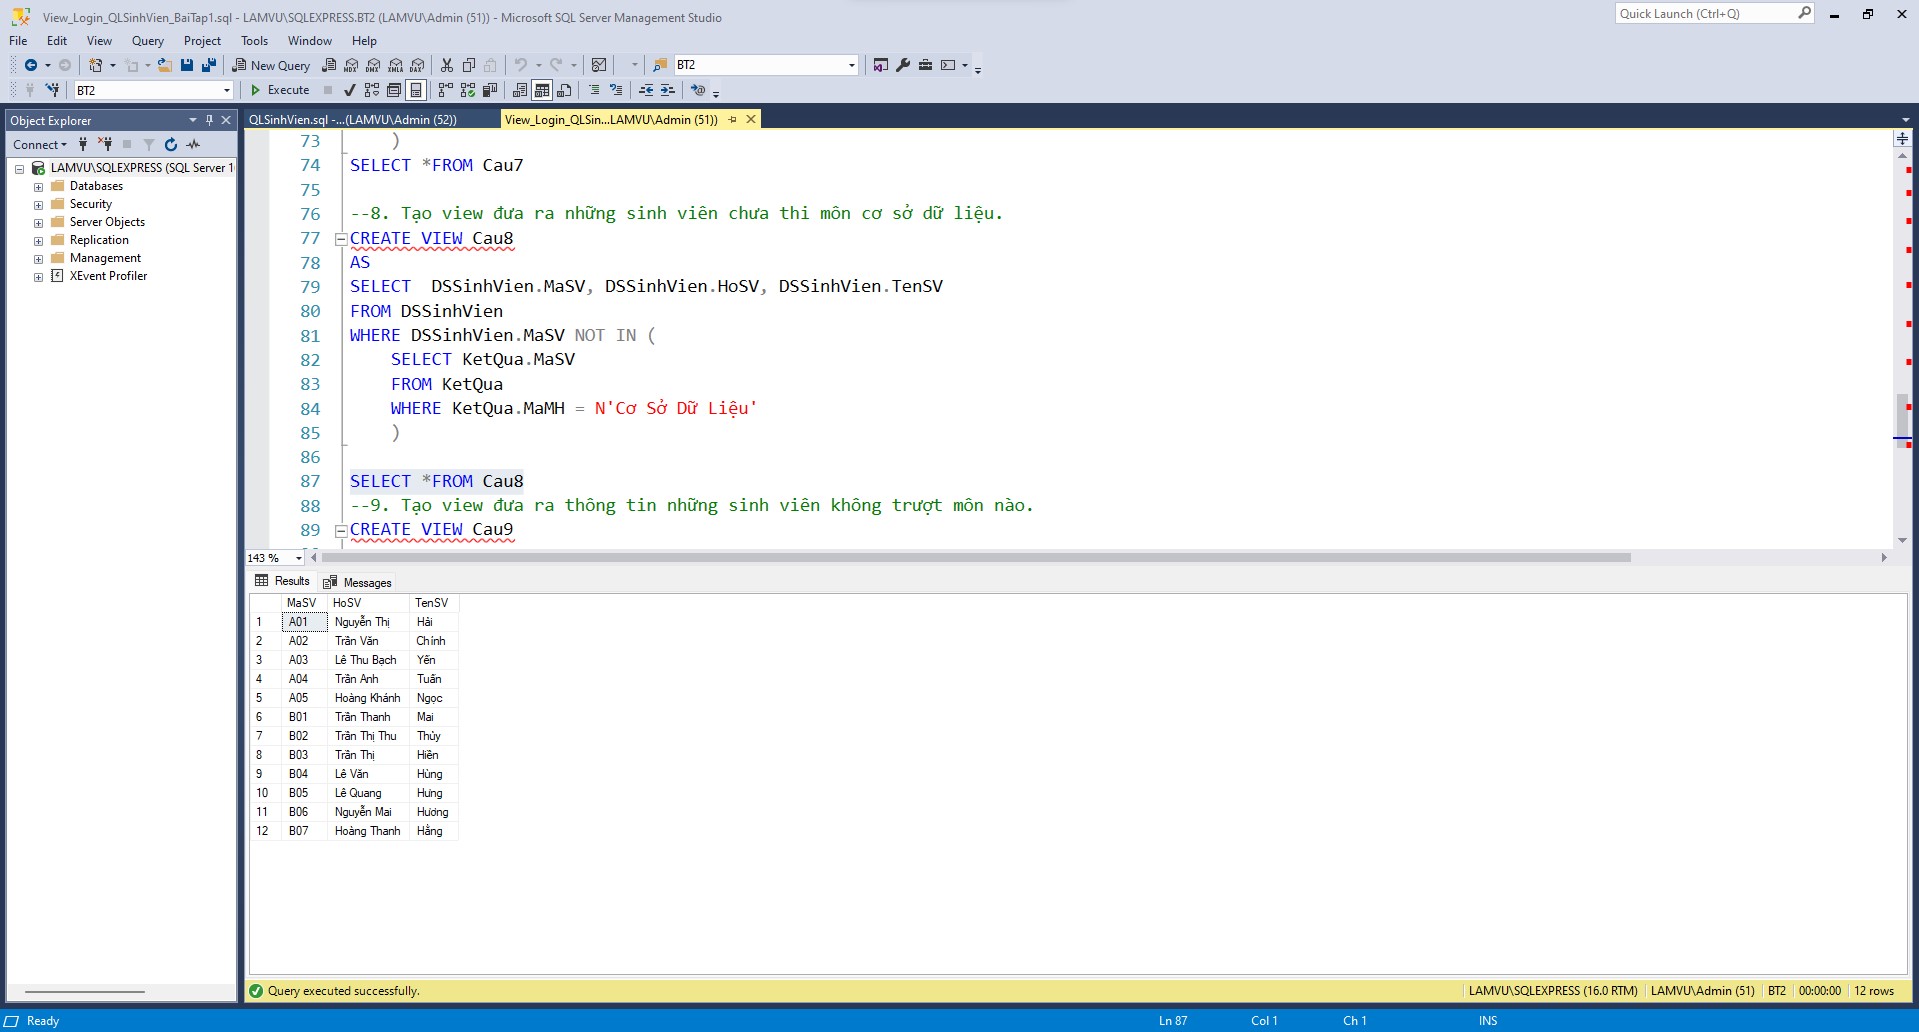 View_Login_QLSinhVien_BaiTap1.sql - LAMVU\SQLEXPRESS.BT2 (LAMVU\Admin (51)) - Microsoft SQL Server Management Studio
Quick Launch (Ctrl+Q)
File Edit View Query Project Tools Window Help
New Query
MDX DMX XMLA DAX
BT2
BT2
Execute
Object Explorer
QLSinhVien.sql -...(LAMVU\Admin (52))
View_Login_QLSin...LAMVU\Admin (51))
Connect
LAMVU\SQLEXPRESS (SQL Server 1
Databases
Security
Server Objects
Replication
Management
XEvent Profiler
73 )
74 SELECT *FROM Cau7
75
76 --8. Tạo view đưa ra những sinh viên chưa thi môn cơ sở dữ liệu.
77 CREATE VIEW Cau8
78 AS
79 SELECT  DSSinhVien.MaSV, DSSinhVien.HoSV, DSSinhVien.TenSV
80 FROM DSSinhVien
81 WHERE DSSinhVien.MaSV NOT IN (
82 SELECT KetQua.MaSV
83 FROM KetQua
84 WHERE KetQua.MaMH = N'Cơ Sở Dữ Liệu'
85 )
86
87 SELECT *FROM Cau8
88 --9. Tạo view đưa ra thông tin những sinh viên không trượt môn nào.
89 CREATE VIEW Cau9
143 %
Results Messages
MaSV HoSV TenSV
1 A01 Nguyễn Thị Hải
2 A02 Trần Văn Chính
3 A03 Lê Thu Bạch Yến
4 A04 Trần Anh Tuấn
5 A05 Hoàng Khánh Ngọc
6 B01 Trần Thanh Mai
7 B02 Trần Thị Thu Thủy
8 B03 Trần Thị Hiền
9 B04 Lê Văn Hùng
10 B05 Lê Quang Hưng
11 B06 Nguyễn Mai Hương
12 B07 Hoàng Thanh Hằng
Query executed successfully.
LAMVU\SQLEXPRESS (16.0 RTM) LAMVU\Admin (51) BT2 00:00:00 12 rows
Ready
Ln 87 Col 1 Ch 1 INS